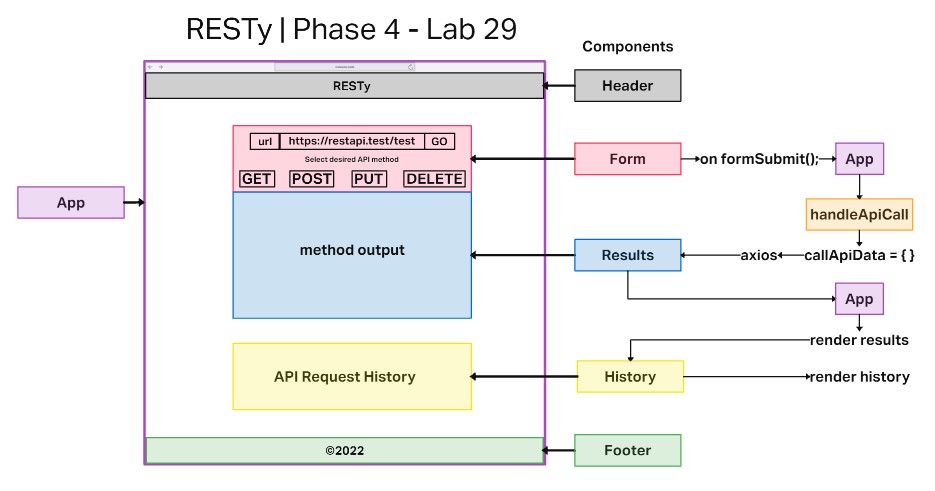 RESTy | Phase 4 - Lab 29
Components
RESTy
Header
url https://restapi.test/test GO
Select desired API method
GET POST PUT DELETE
Form
on formSubmit();
App
App
handleApiCall
method output
Results
axios
callApiData = { }
App
render results
API Request History
History
render history
©2022
Footer